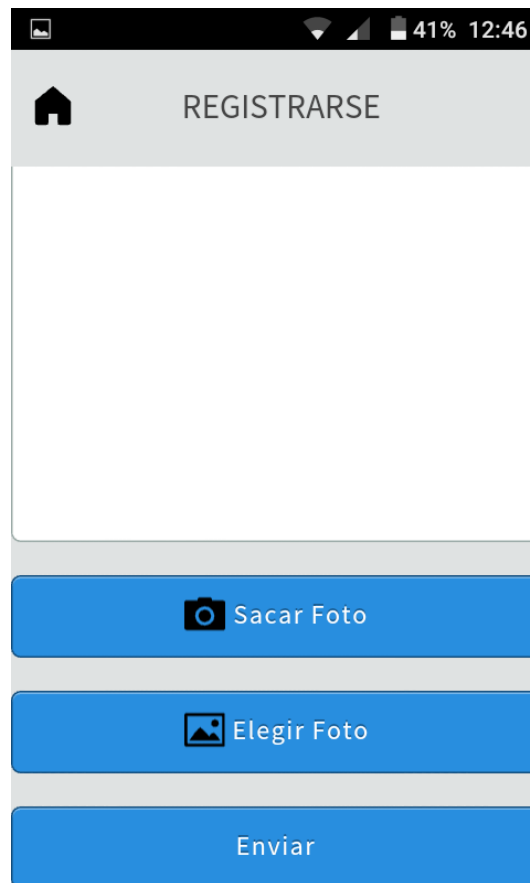 41% 12:46
REGISTRARSE
Sacar Foto
Elegir Foto
Enviar